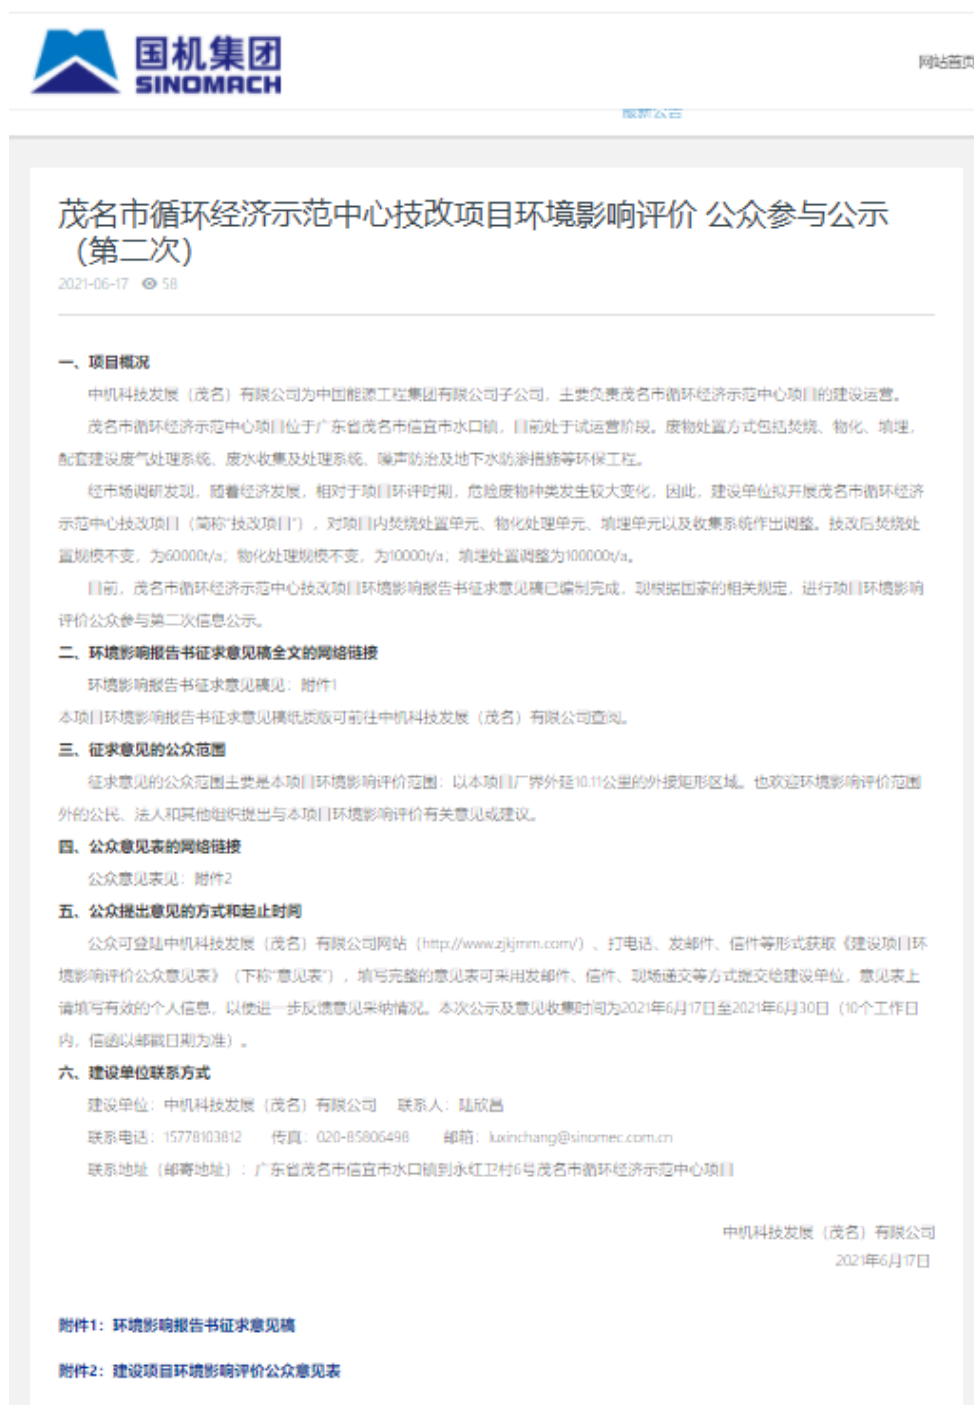 国机集团
SINOMACH
网站首页
最新公告
茂名市循环经济示范中心技改项目环境影响评价 公众参与公示
（第二次）
2021-06-17 58
一、项目概况
中机科技发展（茂名）有限公司为中国能源工程集团有限公司子公司，主要负责茂名市循环经济示范中心项目的建设运营。
茂名市循环经济示范中心项目位于广东省茂名市信宜市水口镇，目前处于试运营阶段。废物处置方式包括焚烧、物化、填埋，
配套建设废气处理系统、废水收集及处理系统、噪声防治及地下水防渗措施等环保工程。
经市场调研发现，随着经济发展，相对于项目环评时期，危险废物种类发生较大变化，因此，建设单位拟开展茂名市循环经济
示范中心技改项目（简称“技改项目”），对项目内焚烧处置单元、物化处理单元、填埋单元以及收集系统作出调整。技改后焚烧处
置规模不变，为60000t/a；物化处理规模不变，为10000t/a；填埋处置调整为100000t/a。
目前，茂名市循环经济示范中心技改项目环境影响报告书征求意见稿已编制完成，现根据国家的相关规定，进行项目环境影响
评价公众参与第二次信息公示。
二、环境影响报告书征求意见稿全文的网络链接
环境影响报告书征求意见稿见：附件1
本项目环境影响报告书征求意见稿纸质版可前往中机科技发展（茂名）有限公司查阅。
三、征求意见的公众范围
征求意见的公众范围主要是本项目环境影响评价范围：以本项目厂界外延10.11公里的外接矩形区域。也欢迎环境影响评价范围
外的公民、法人和其他组织提出与本项目环境影响评价有关意见或建议。
四、公众意见表的网络链接
公众意见表见：附件2
五、公众提出意见的方式和起止时间
公众可登陆中机科技发展（茂名）有限公司网站（http://www.zjkjmm.com/）、打电话、发邮件、信件等形式获取《建设项目环
境影响评价公众意见表》（下称“意见表”），填写完整的意见表可采用发邮件、信件、现场递交等方式提交给建设单位，意见表上
请填写有效的个人信息，以便进一步反馈意见采纳情况。本次公示及意见收集时间为2021年6月17日至2021年6月30日（10个工作日
内，信函以邮戳日期为准）。
六、建设单位联系方式
建设单位：中机科技发展（茂名）有限公司 联系人：陆欣昌
联系电话：15778103812 传真：020-85806498 邮箱：luxinchang@sinomec.com.cn
联系地址（邮寄地址）：广东省茂名市信宜市水口镇到永红卫村6号茂名市循环经济示范中心项目
中机科技发展（茂名）有限公司
2021年6月17日
附件1：环境影响报告书征求意见稿
附件2：建设项目环境影响评价公众意见表